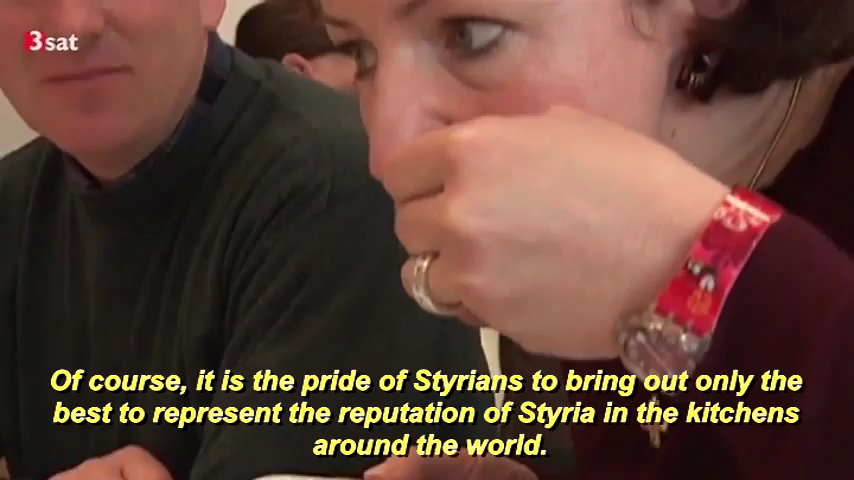 3sat
Of course, it is the pride of Styrians to bring out only the
best to represent the reputation of Styria in the kitchens
around the world.